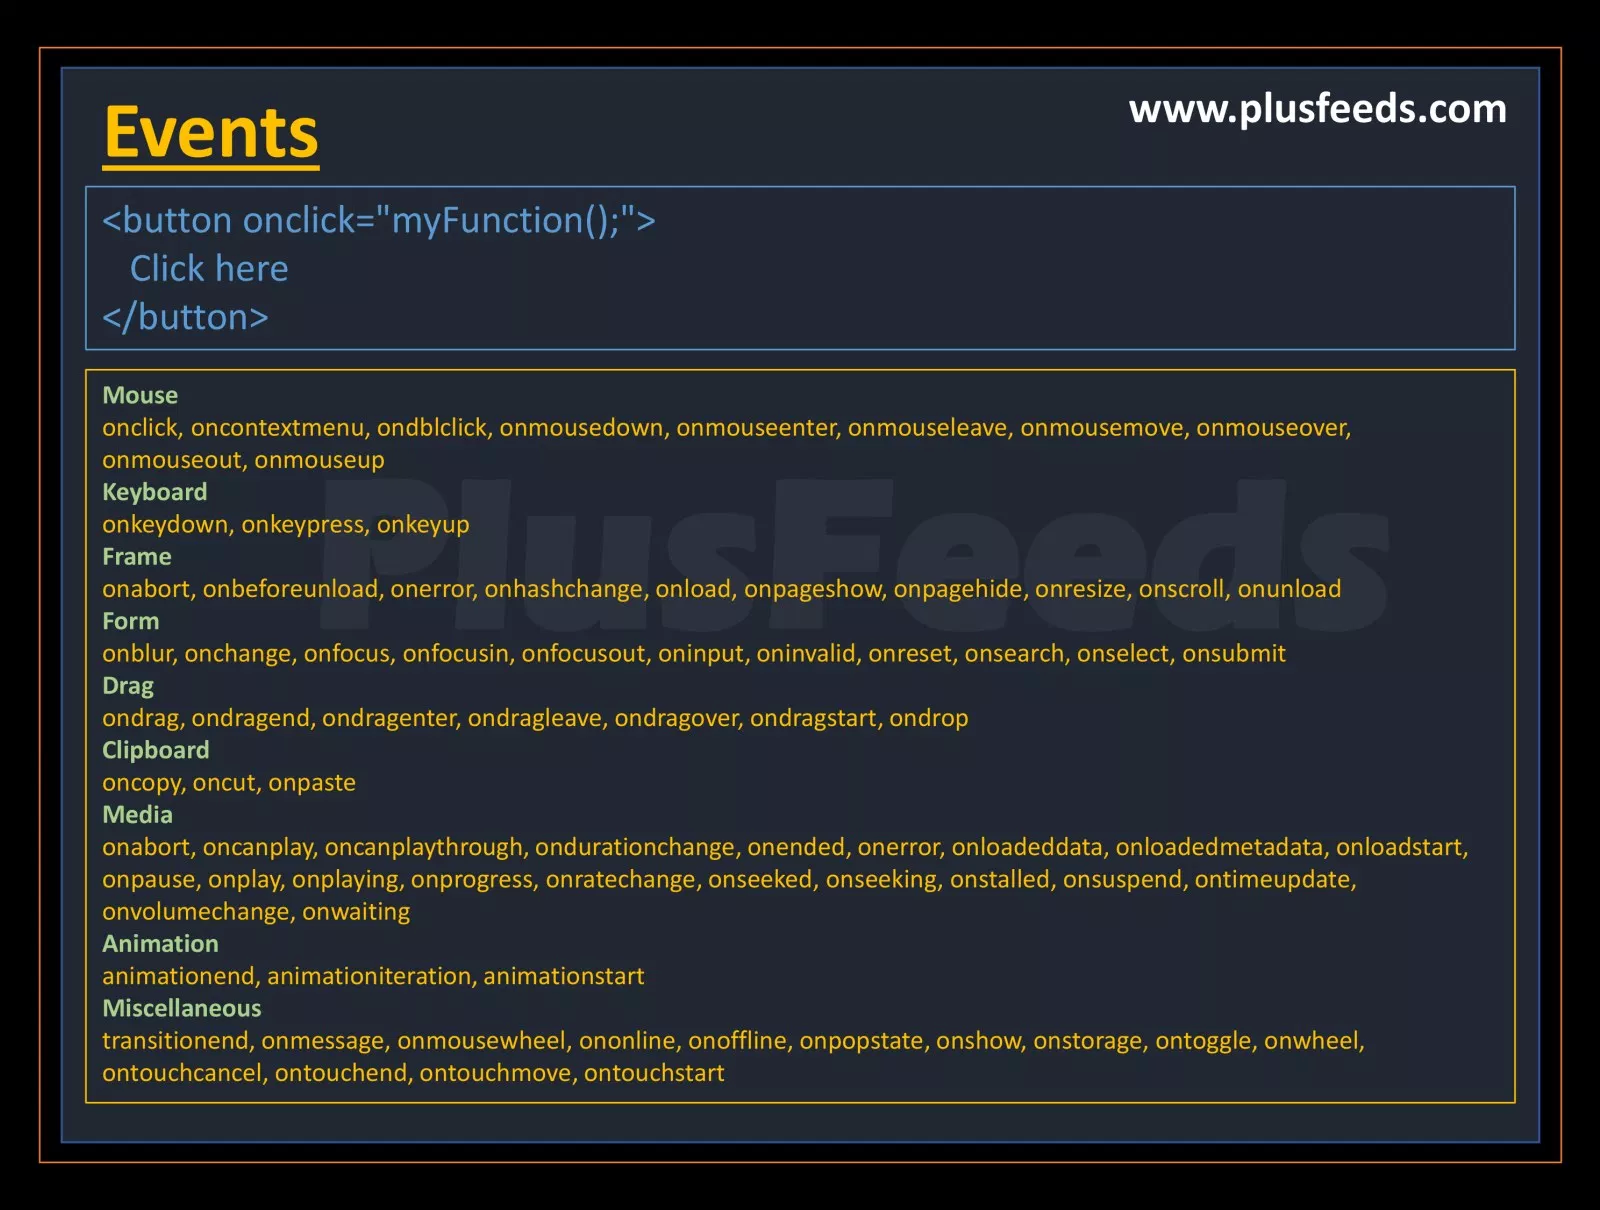 Events
www.plusfeeds.com
<button onclick="myFunction();">
Click here
</button>
Mouse
onclick, oncontextmenu, ondblclick, onmousedown, onmouseenter, onmouseleave, onmousemove, onmouseover,
onmouseout, onmouseup
Keyboard
onkeydown, onkeypress, onkeyup
Frame
onabort, onbeforeunload, onerror, onhashchange, onload, onpageshow, onpagehide, onresize, onscroll, onunload
Form
onblur, onchange, onfocus, onfocusin, onfocusout, oninput, oninvalid, onreset, onsearch, onselect, onsubmit
Drag
ondrag, ondragend, ondragenter, ondragleave, ondragover, ondragstart, ondrop
Clipboard
oncopy, oncut, onpaste
Media
onabort, oncanplay, oncanplaythrough, ondurationchange, onended, onerror, onloadeddata, onloadedmetadata, onloadstart,
onpause, onplay, onplaying, onprogress, onratechange, onseeked, onseeking, onstalled, onsuspend, ontimeupdate,
onvolumechange, onwaiting
Animation
animationend, animationiteration, animationstart
Miscellaneous
transitionend, onmessage, onmousewheel, ononline, onoffline, onpopstate, onshow, onstorage, ontoggle, onwheel,
ontouchcancel, ontouchend, ontouchmove, ontouchstart
PlusFeeds